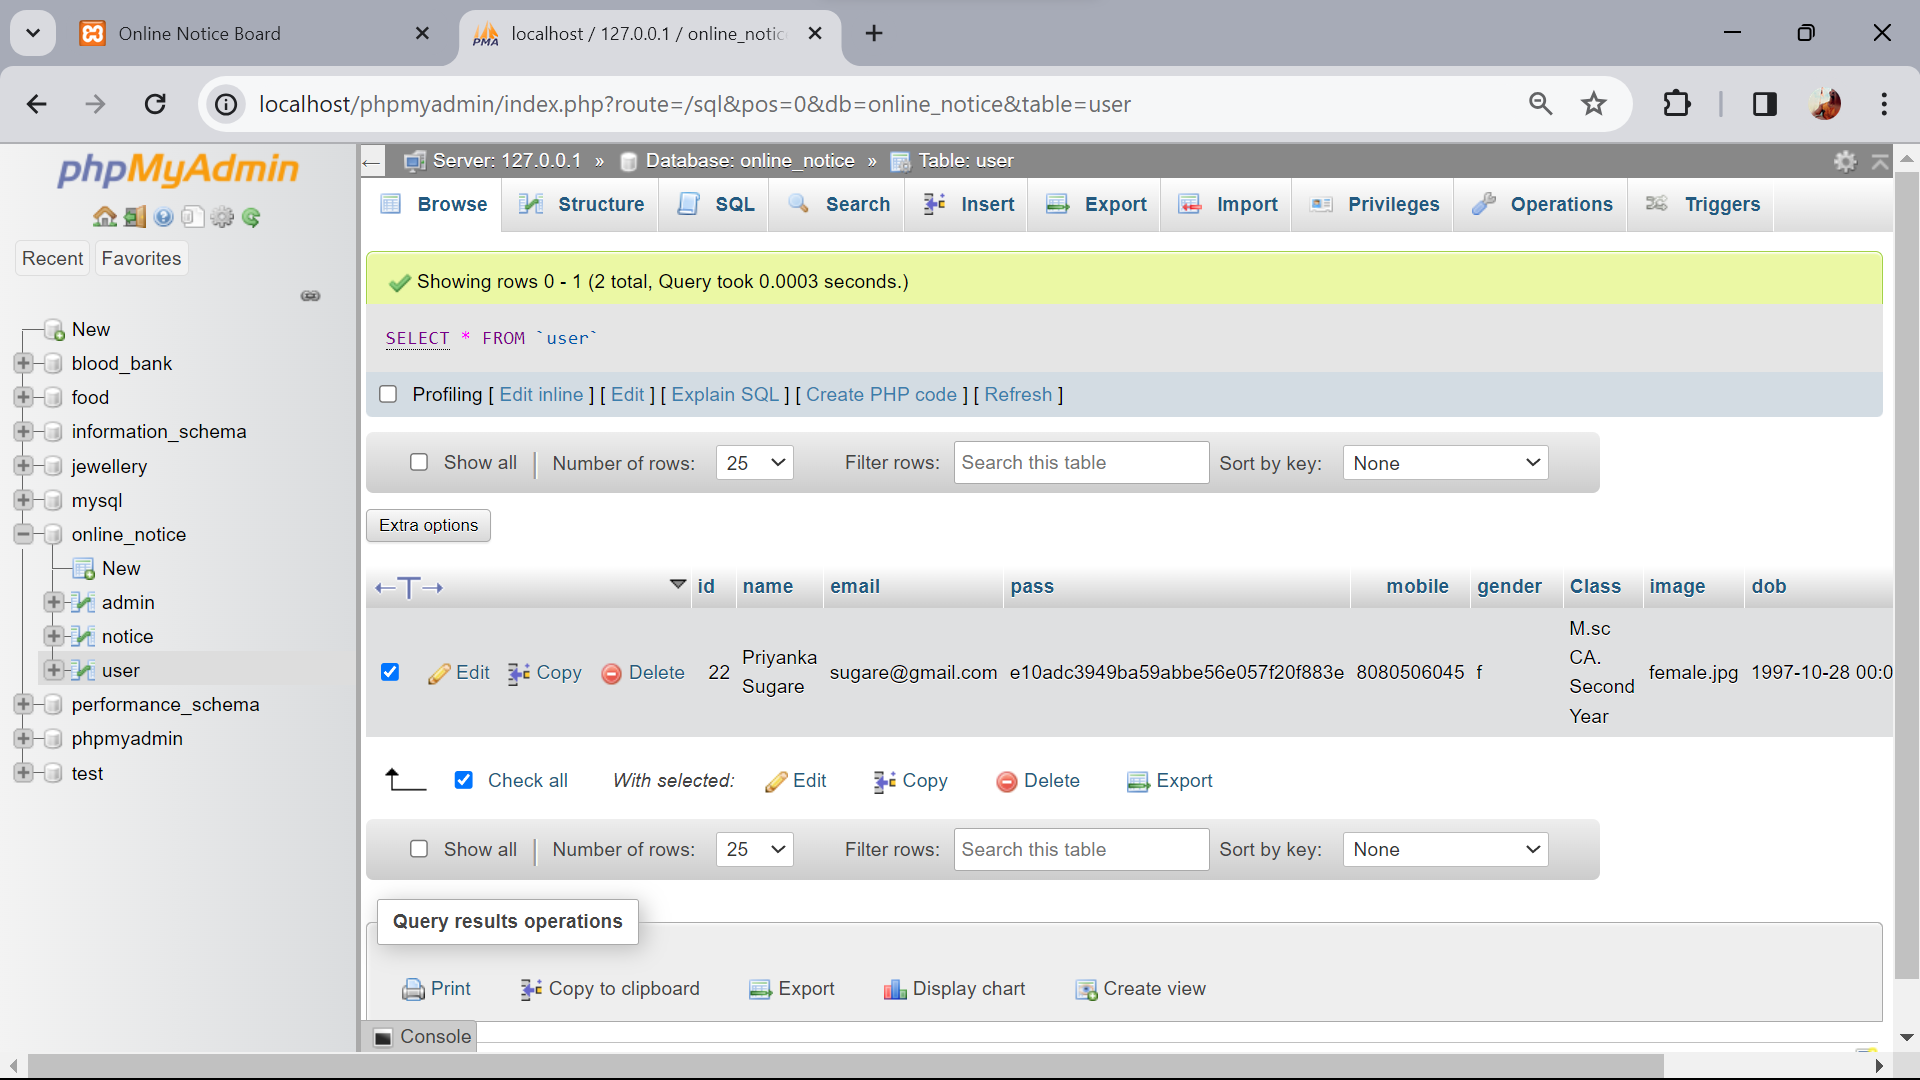 Online Notice Board
localhost / 127.0.0.1 / online_notic
localhost/phpmyadmin/index.php?route=/sql&pos=0&db=online_notice&table=user
phpMyAdmin
Recent Favorites
New
blood_bank
food
information_schema
jewellery
mysql
online_notice
New
admin
notice
user
performance_schema
phpmyadmin
test
Server: 127.0.0.1 » Database: online_notice » Table: user
Browse Structure SQL Search Insert Export Import Privileges Operations Triggers
Showing rows 0 - 1 (2 total, Query took 0.0003 seconds.)
SELECT * FROM `user`
Profiling [ Edit inline ] [ Edit ] [ Explain SQL ] [ Create PHP code ] [ Refresh ]
Show all Number of rows: 25 Filter rows: Search this table Sort by key: None
Extra options
←T→ id name email pass mobile gender Class image dob
Edit Copy Delete 22 Priyanka Sugare sugare@gmail.com e10adc3949ba59abbe56e057f20f883e 8080506045 f M.sc CA. Second Year female.jpg 1997-10-28 00:0
Check all With selected: Edit Copy Delete Export
Show all Number of rows: 25 Filter rows: Search this table Sort by key: None
Query results operations
Print Copy to clipboard Export Display chart Create view
Console